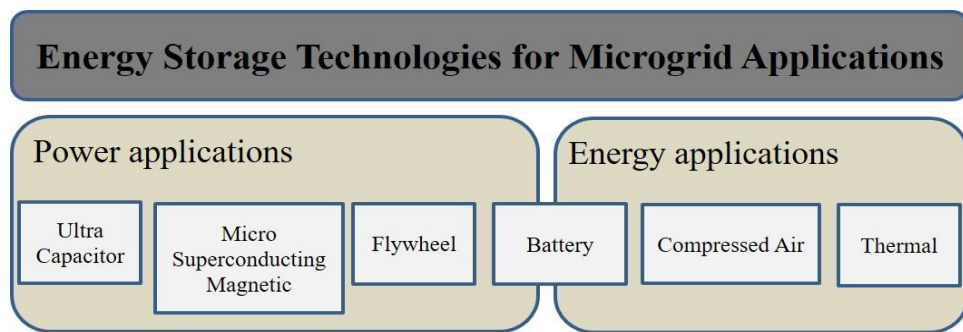 Energy Storage Technologies for Microgrid Applications
Power applications
Energy applications
Ultra
Capacitor
Micro
Superconducting
Magnetic
Flywheel
Battery
Compressed Air
Thermal